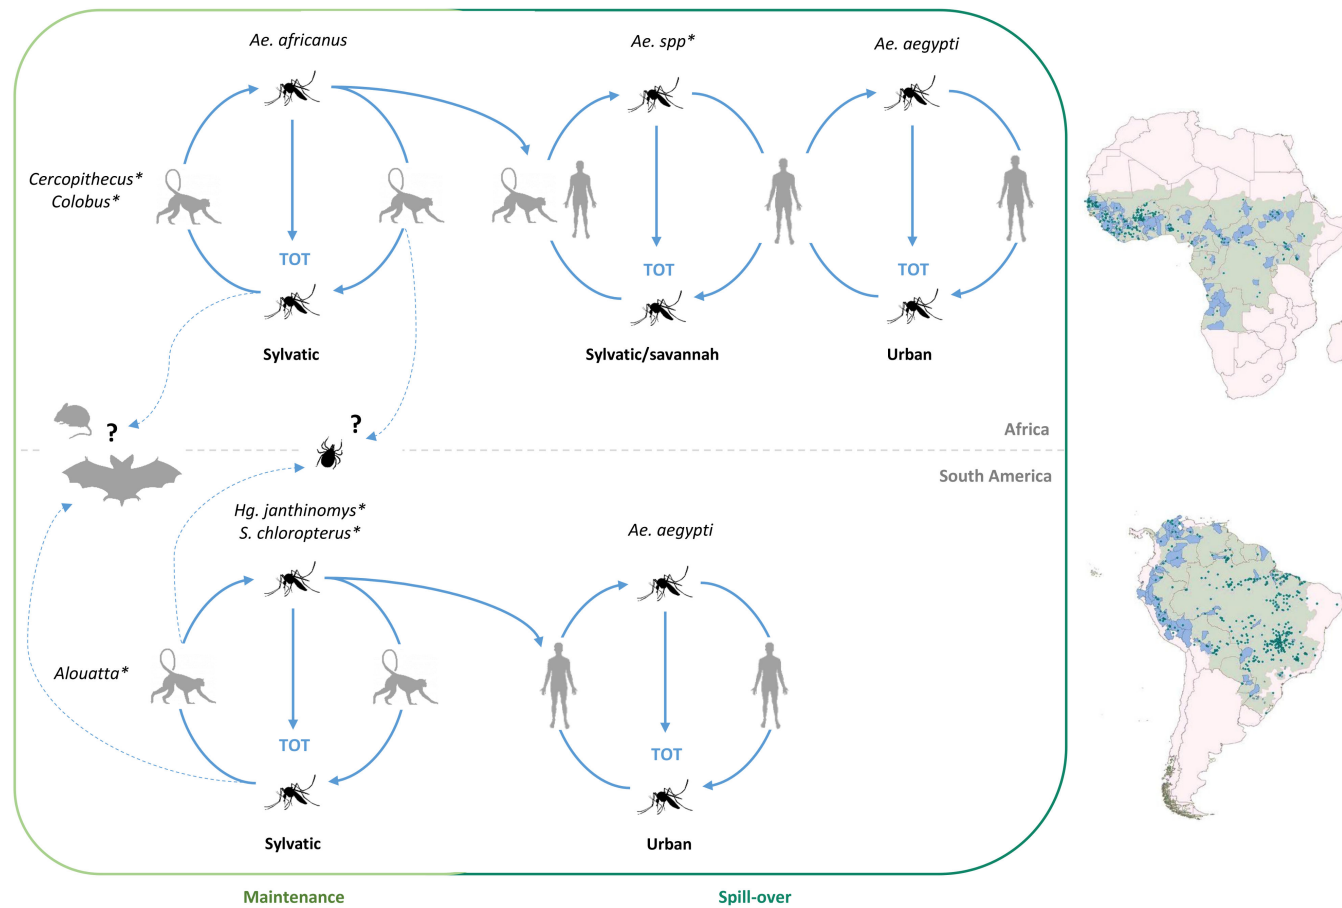 Ae. africanus
Ae. spp*
Ae. aegypti
Cercopithecus*
Colobus*
TOT
TOT
TOT
Sylvatic
Sylvatic/savannah
Urban
?
?
Africa
South America
Hg. janthinomys*
S. chloropterus*
Ae. aegypti
Alouatta*
TOT
TOT
Sylvatic
Urban
Maintenance
Spill-over